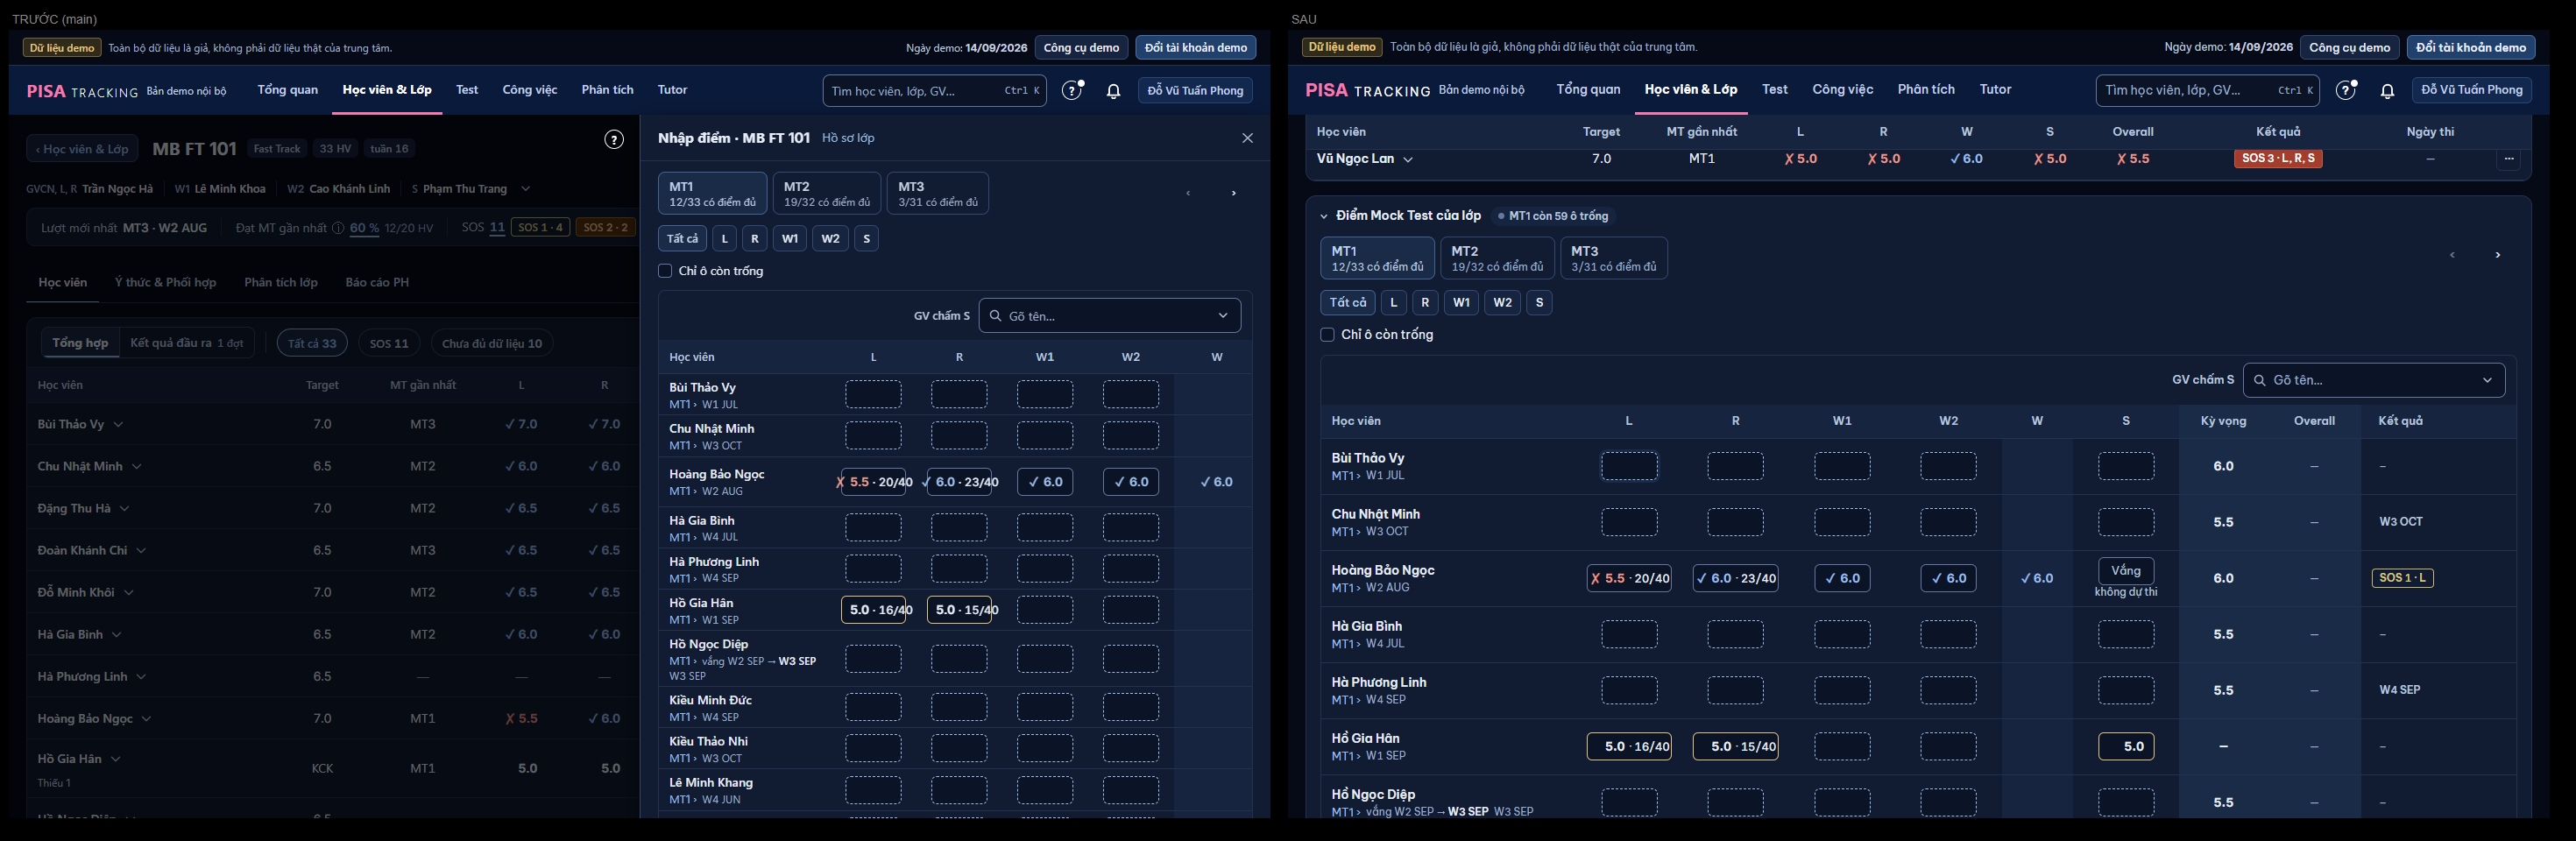 TRƯỚC (main)
Dữ liệu demo Toàn bộ dữ liệu là giả, không phải dữ liệu thật của trung tâm. Ngày demo: 14/09/2026 Công cụ demo Đổi tài khoản demo
PISA TRACKING Bản demo nội bộ Tổng quan Học viên & Lớp Test Công việc Phân tích Tutor Tìm học viên, lớp, GV... Ctrl K ? Đỗ Vũ Tuấn Phong
‹ Học viên & Lớp MB FT 101 Fast Track 33 HV tuần 16 ?
GVCN, L, R Trần Ngọc Hà W1 Lê Minh Khoa W2 Cao Khánh Linh S Phạm Thu Trang
Lượt mới nhất MT3 · W2 AUG Đạt MT gần nhất ⓘ 60 % 12/20 HV SOS 11 SOS 1 · 4 SOS 2 · 2
Học viên Ý thức & Phối hợp Phân tích lớp Báo cáo PH
Tổng hợp Kết quả đầu ra 1 đợt Tất cả 33 SOS 11 Chưa đủ dữ liệu 10
Học viên Target MT gần nhất L R
Bùi Thảo Vy 7.0 MT3 ✓ 7.0 ✓ 7.0
Chu Nhật Minh 6.5 MT2 ✓ 6.0 ✓ 6.0
Đặng Thu Hà 7.0 MT2 ✓ 6.5 ✓ 6.5
Đoàn Khánh Chi 6.5 MT3 ✓ 6.5 ✓ 6.5
Đỗ Minh Khôi 7.0 MT2 ✓ 6.5 ✓ 6.5
Hà Gia Bình 6.5 MT2 ✓ 6.0 ✓ 6.0
Hà Phương Linh 6.5 — — —
Hoàng Bảo Ngọc 7.0 MT1 ✗ 5.5 ✓ 6.0
Hồ Gia Hân KCK MT1 5.0 5.0
Thiếu 1
Nhập điểm · MB FT 101 Hồ sơ lớp
MT1 MT2 MT3
12/33 có điểm đủ 19/32 có điểm đủ 3/31 có điểm đủ ‹ ›
Tất cả L R W1 W2 S
Chỉ ô còn trống
GV chấm S Gõ tên...
Học viên L R W1 W2 W
Bùi Thảo Vy
MT1 › W1 JUL
Chu Nhật Minh
MT1 › W3 OCT
Hoàng Bảo Ngọc ✗ 5.5 · 20/40 ✓ 6.0 · 23/40 ✓ 6.0 ✓ 6.0 ✓ 6.0
MT1 › W2 AUG
Hà Gia Bình
MT1 › W4 JUL
Hà Phương Linh
MT1 › W4 SEP
Hồ Gia Hân 5.0 · 16/40 5.0 · 15/40
MT1 › W1 SEP
Hồ Ngọc Diệp
MT1 › vắng W2 SEP → W3 SEP
W3 SEP
Kiều Minh Đức
MT1 › W4 SEP
Kiều Thảo Nhi
MT1 › W3 OCT
Lê Minh Khang
MT1 › W4 JUN
SAU
Dữ liệu demo Toàn bộ dữ liệu là giả, không phải dữ liệu thật của trung tâm. Ngày demo: 14/09/2026 Công cụ demo Đổi tài khoản demo
PISA TRACKING Bản demo nội bộ Tổng quan Học viên & Lớp Test Công việc Phân tích Tutor Tìm học viên, lớp, GV... Ctrl K ? Đỗ Vũ Tuấn Phong
Học viên Target MT gần nhất L R W S Overall Kết quả Ngày thi
Vũ Ngọc Lan 7.0 MT1 ✗ 5.0 ✗ 5.0 ✓ 6.0 ✗ 5.0 ✗ 5.5 SOS 3 · L, R, S — ...
Điểm Mock Test của lớp MT1 còn 59 ô trống
MT1 MT2 MT3
12/33 có điểm đủ 19/32 có điểm đủ 3/31 có điểm đủ ‹ ›
Tất cả L R W1 W2 S
Chỉ ô còn trống
GV chấm S Gõ tên...
Học viên L R W1 W2 W S Kỳ vọng Overall Kết quả
Bùi Thảo Vy 6.0 — –
MT1 › W1 JUL
Chu Nhật Minh 5.5 — W3 OCT
MT1 › W3 OCT
Hoàng Bảo Ngọc ✗ 5.5 · 20/40 ✓ 6.0 · 23/40 ✓ 6.0 ✓ 6.0 ✓ 6.0 Vắng 6.0 — SOS 1 · L
MT1 › W2 AUG không dự thi
Hà Gia Bình 5.5 — –
MT1 › W4 JUL
Hà Phương Linh 5.5 — W4 SEP
MT1 › W4 SEP
Hồ Gia Hân 5.0 · 16/40 5.0 · 15/40 5.0 — — –
MT1 › W1 SEP
Hồ Ngọc Diệp 5.5 — –
MT1 › vắng W2 SEP → W3 SEP W3 SEP